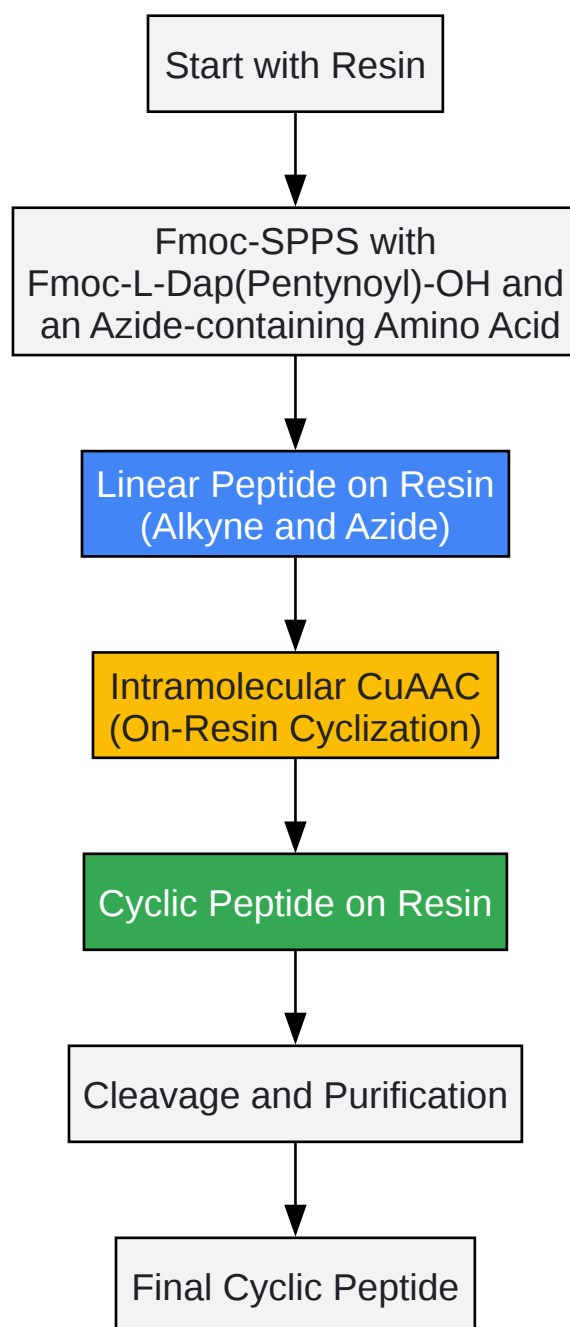 Start with Resin
Fmoc-SPPS with
Fmoc-L-Dap(Pentynoyl)-OH and
an Azide-containing Amino Acid
Linear Peptide on Resin
(Alkyne and Azide)
Intramolecular CuAAC
(On-Resin Cyclization)
Cyclic Peptide on Resin
Cleavage and Purification
Final Cyclic Peptide